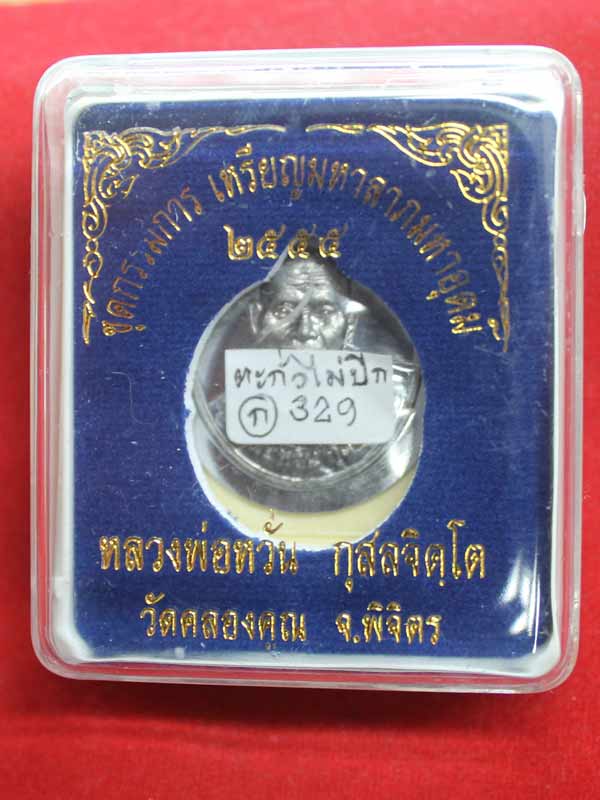 ชุดกรรมการ เหรียญมหาลาภมหาอุตม์
๒๕๕๕
ตะกั่วไม่ปีก
ก 329
หลวงพ่อหวั่น กุสลจิตฺโต
วัดคลองคูณ จ.พิจิตร